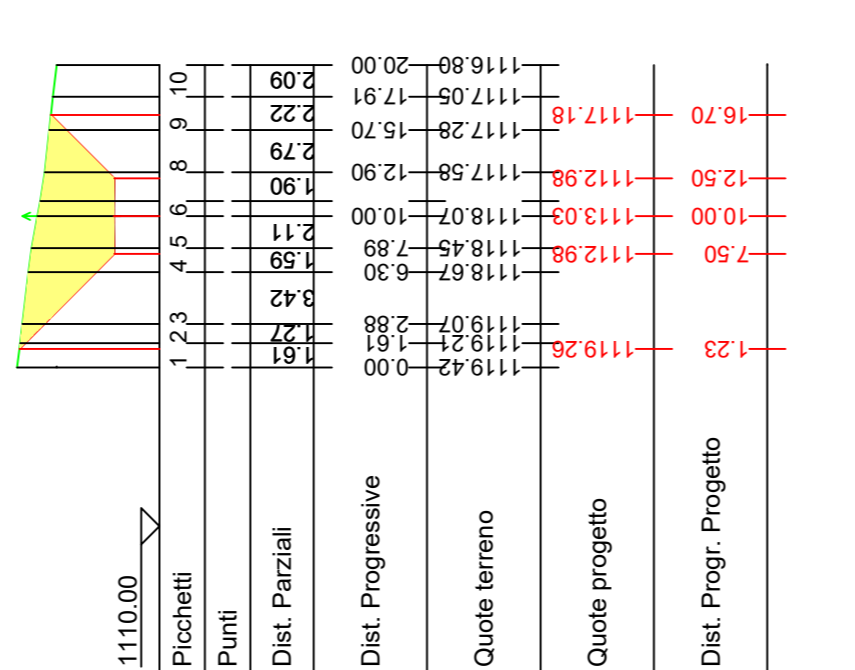 1110.00
Picchetti 1 2 3 4 5 6 8 9 10
Punti
Dist. Parziali 1.61 1.27 3.42 1.59 2.11 1.90 2.79 2.22 2.09
Dist. Progressive 0.00 1.61 2.88 6.30 7.89 10.00 12.90 15.70 17.91 20.00
Quote terreno 1119.42 1119.21 1119.07 1118.67 1118.45 1118.07 1117.58 1117.28 1117.05 1116.80
Quote progetto 1119.26 1112.98 1113.03 1112.98 1117.18
Dist. Progr. Progetto 1.23 7.50 10.00 12.50 16.70